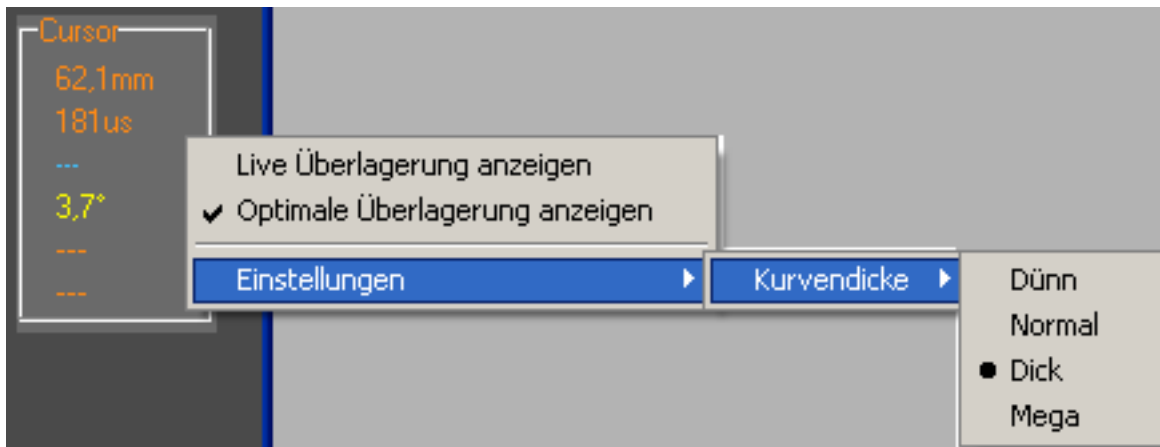 Cursor
62,1mm
181us
---
3,7°
---
---
Live Überlagerung anzeigen
Optimale Überlagerung anzeigen
Einstellungen
Kurvendicke
Dünn
Normal
Dick
Mega